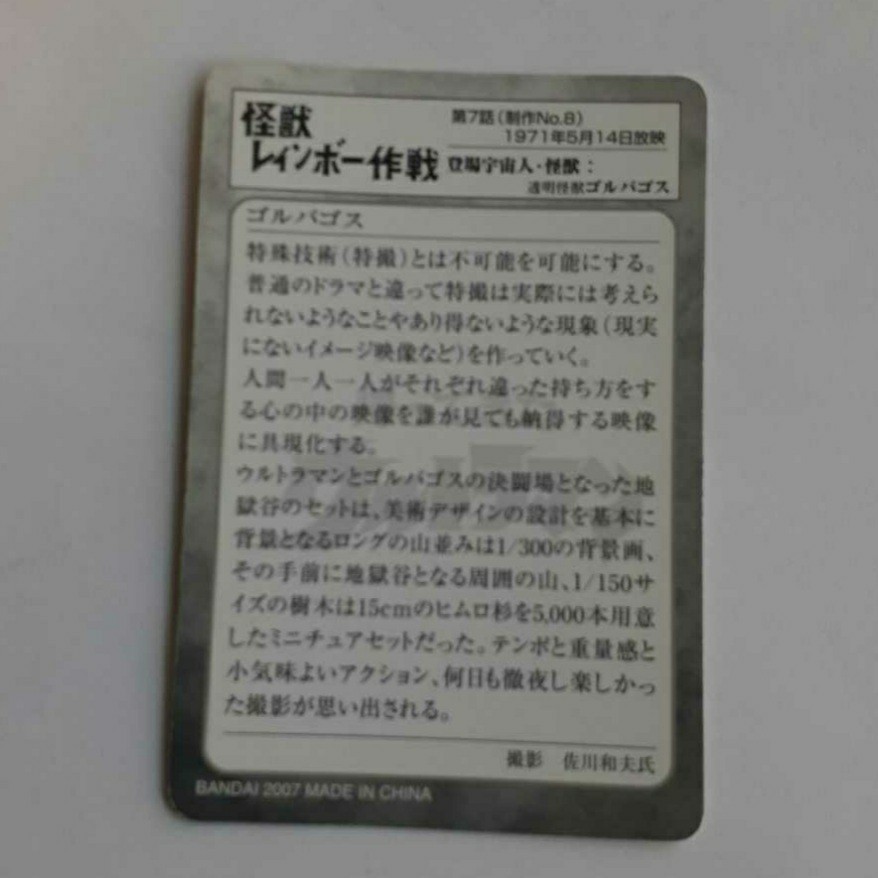 怪獣
レインボー作戦
第7話(制作No.8)
1971年5月14日放映
登場宇宙人・怪獣：
透明怪獣ゴルバゴス
ゴルバゴス
特殊技術(特撮)とは不可能を可能にする。
普通のドラマと違って特撮は実際には考えら
れないようなことやあり得ないような現象(現実
にないイメージ映像など)を作っていく。
人間一人一人がそれぞれ違った持ち方をす
る心の中の映像を誰が見ても納得する映像
に具現化する。
ウルトラマンとゴルバゴスの決闘場となった地
獄谷のセットは、美術デザインの設計を基本に
背景となるロングの山並みは1/300の背景画、
その手前に地獄谷となる周囲の山、1/150サ
イズの樹木は15cmのヒムロ杉を5,000本用意
したミニチュアセットだった。テンポと重量感と
小気味よいアクション、何日も徹夜し楽しかっ
た撮影が思い出される。
撮影 佐川和夫氏
BANDAI 2007 MADE IN CHINA